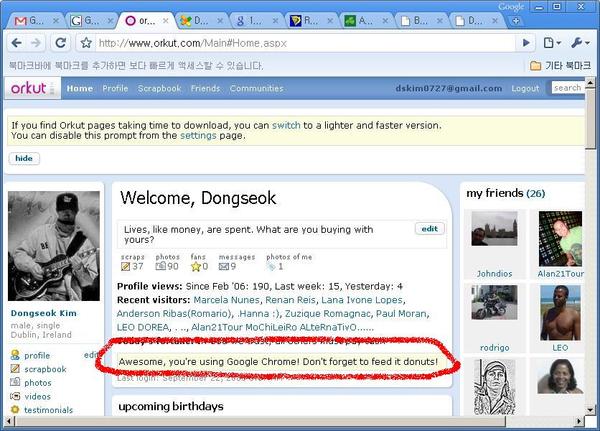 Google
G...
G...
or...
D...
g 1...
R...
A...
B...
D...
http://www.orkut.com/Main#Home.aspx
북마크바에 북마크를 추가하면 보다 빠르게 액세스할 수 있습니다.
기타 북마크
orkut
Home Profile Scrapbook Friends Communities dskim0727@gmail.com Logout search
If you find Orkut pages taking time to download, you can switch to a lighter and faster version.
You can disable this prompt from the settings page.
hide
Welcome, Dongseok
Lives, like money, are spent. What are you buying with
yours?
edit
scraps photos fans messages photos of me
37 90 0 9 1
Profile views: Since Feb '06: 190, Last week: 15, Yesterday: 4
Recent visitors: Marcela Nunes, Renan Reis, Lana Ivone Lopes,
Anderson Ribas(Romario), .Hanna :), Zuzique Romagnac, Paul Moran,
LEO DOREA, . .., Alan21Tour MoChiLeiRo ALteRnaTivO......
Awesome, you're using Google Chrome! Don't forget to feed it donuts!
Last login: September 22,
upcoming birthdays
Dongseok Kim
male, single
Dublin, Ireland
profile edit
scrapbook
photos
videos
testimonials
my friends (26)
Johndios
Alan21Tour
rodrigo
LEO